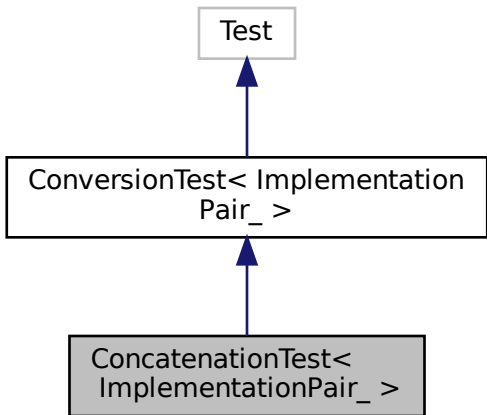 Test
ConversionTest< Implementation
Pair_ >
ConcatenationTest<
ImplementationPair_ >